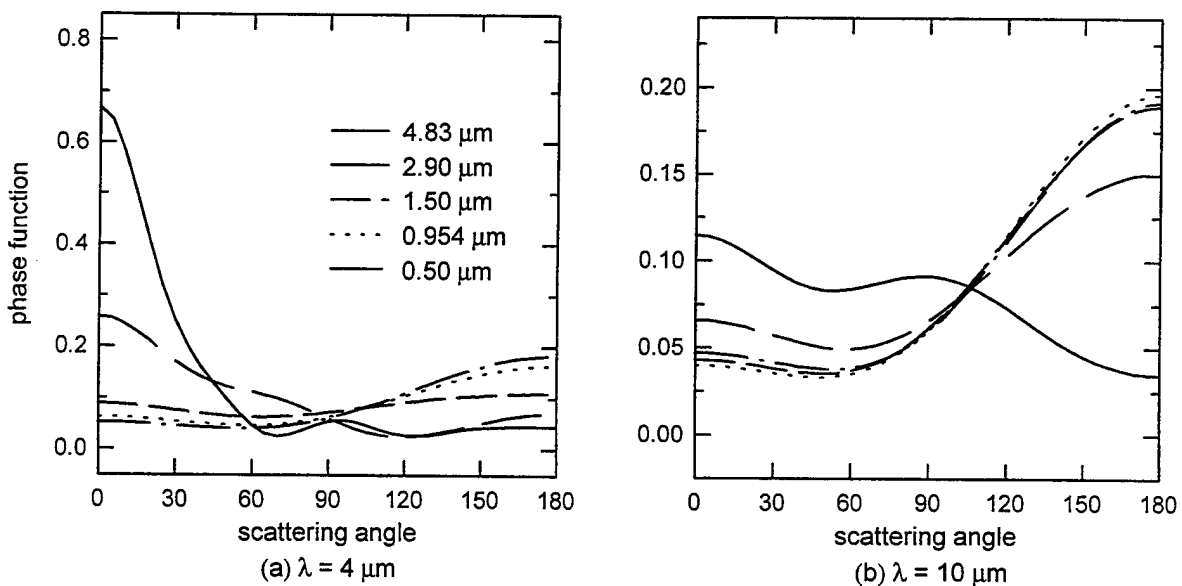 phase function
0.8
0.6
0.4
0.2
0.0
4.83 μm
2.90 μm
1.50 μm
0.954 μm
0.50 μm
0 30 60 90 120 150 180
scattering angle
(a) λ = 4 μm
0.20
0.15
0.10
0.05
0.00
0 30 60 90 120 150 180
scattering angle
(b) λ = 10 μm